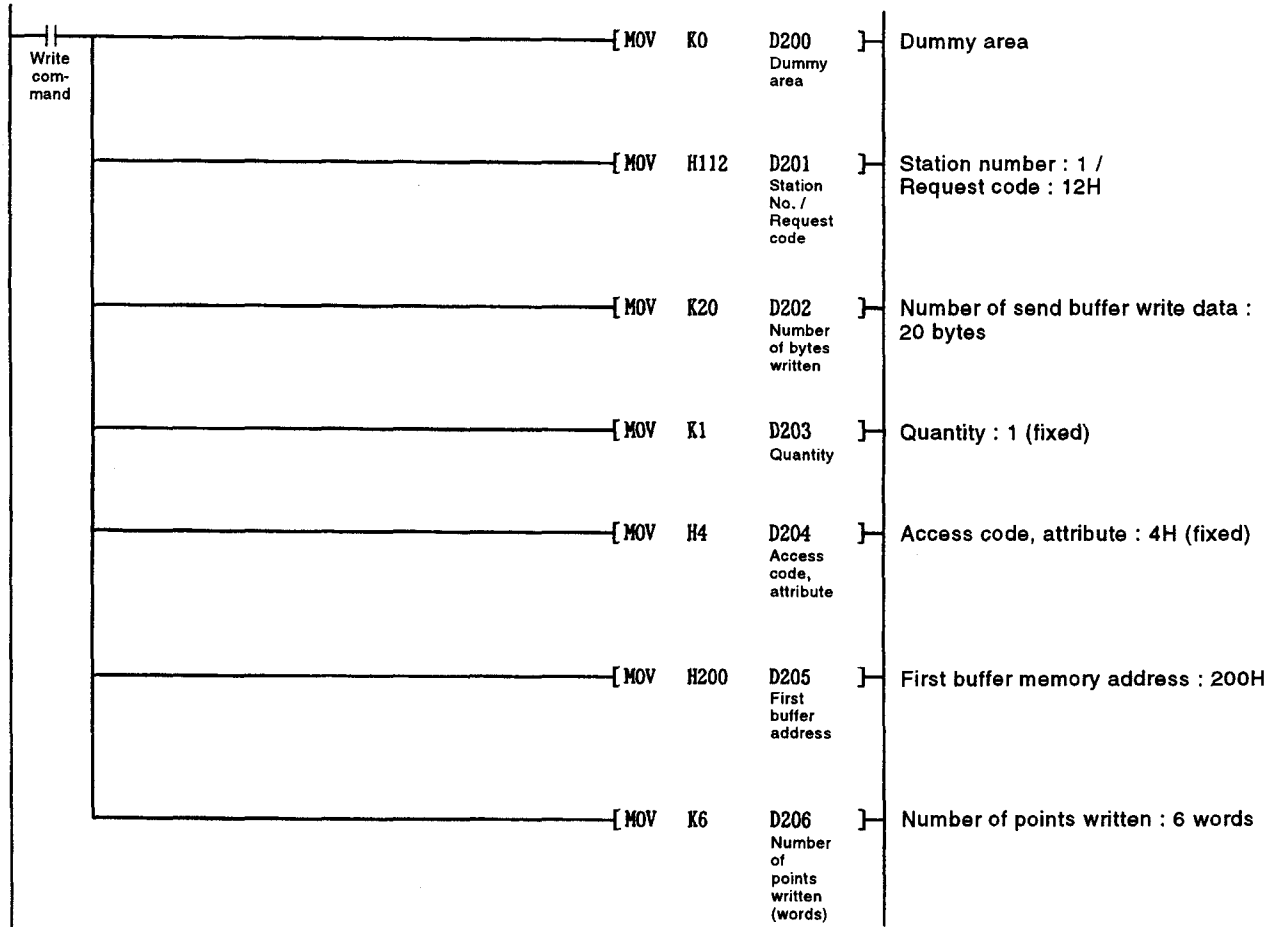 Write
com-
mand
[ MOV K0 D200 ] Dummy area
Dummy
area
[ MOV H112 D201 ] Station number : 1 /
Request code : 12H
Station
No. /
Request
code
[ MOV K20 D202 ] Number of send buffer write data :
20 bytes
Number
of bytes
written
[ MOV K1 D203 ] Quantity : 1 (fixed)
Quantity
[ MOV H4 D204 ] Access code, attribute : 4H (fixed)
Access
code,
attribute
[ MOV H200 D205 ] First buffer memory address : 200H
First
buffer
address
[ MOV K6 D206 ] Number of points written : 6 words
Number
of
points
written
(words)